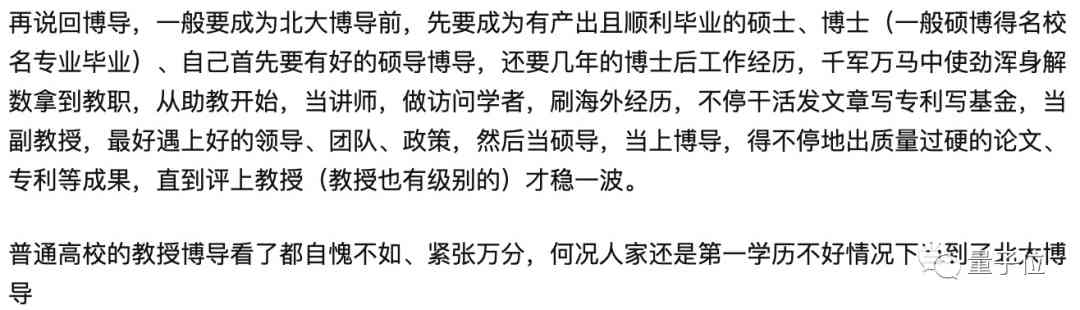 再说回博导，一般要成为北大博导前，先要成为有产出且顺利毕业的硕士、博士（一般硕博得名校
名专业毕业）、自己首先要有好的硕导博导，还要几年的博士后工作经历，千军万马中使劲浑身解
数拿到教职，从助教开始，当讲师，做访问学者，刷海外经历，不停干活发文章写专利写基金，当
副教授，最好遇上好的领导、团队、政策，然后当硕导，当上博导，得不停地出质量过硬的论文、
专利等成果，直到评上教授（教授也有级别的）才稳一波。
普通高校的教授博导看了都自愧不如、紧张万分，何况人家还是第一学历不好情况下 到了北大博
导
量子位